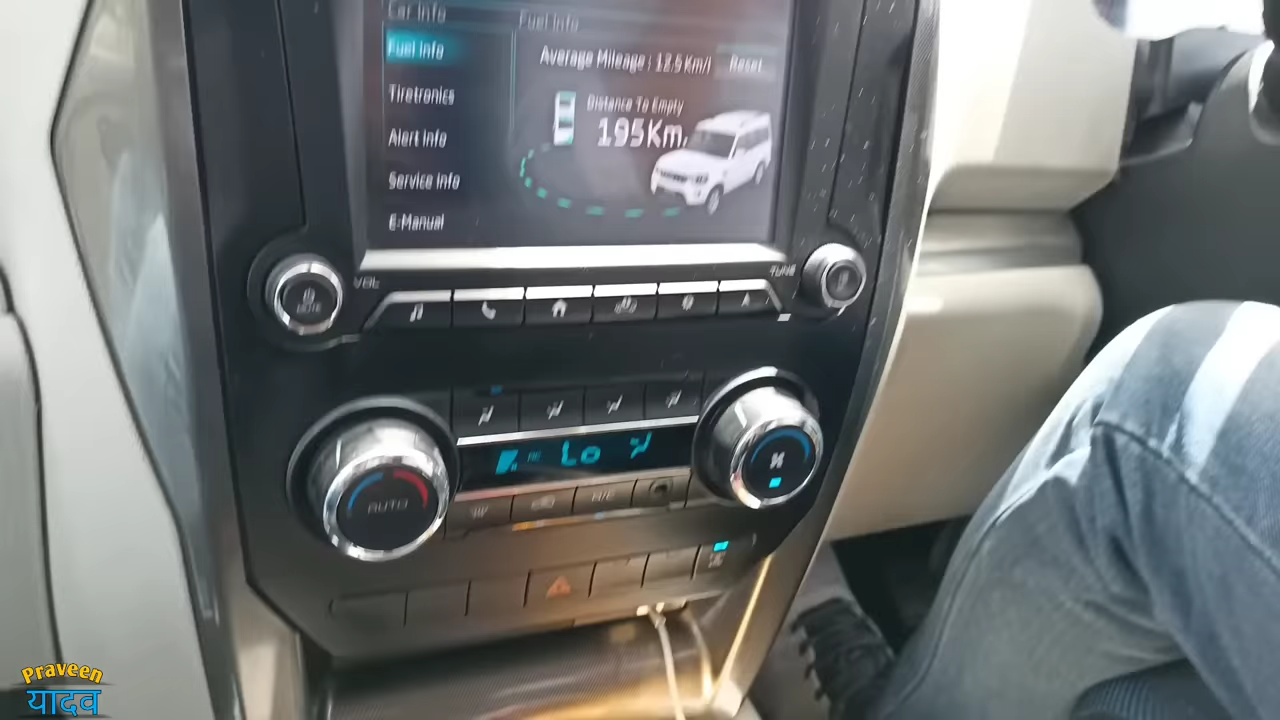 Car Info
Fuel Info
Fuel Info
Average Mileage : 12.5 Km/l
Reset
Tiretronics
Distance To Empty
195Km.
Alert Info
Service Info
E-Manual
VOL
TUNE
MUTE
Lo
AUTO
Praveen
यादव